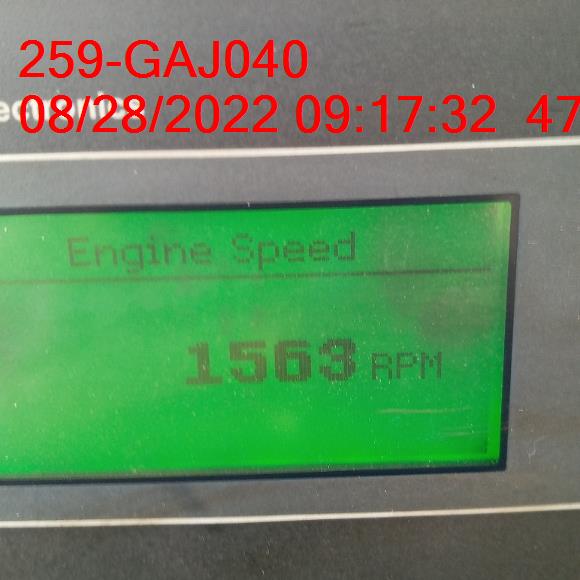 259-GAJ040
08/28/2022 09:17:32 47
Engine Speed
1563 RPM